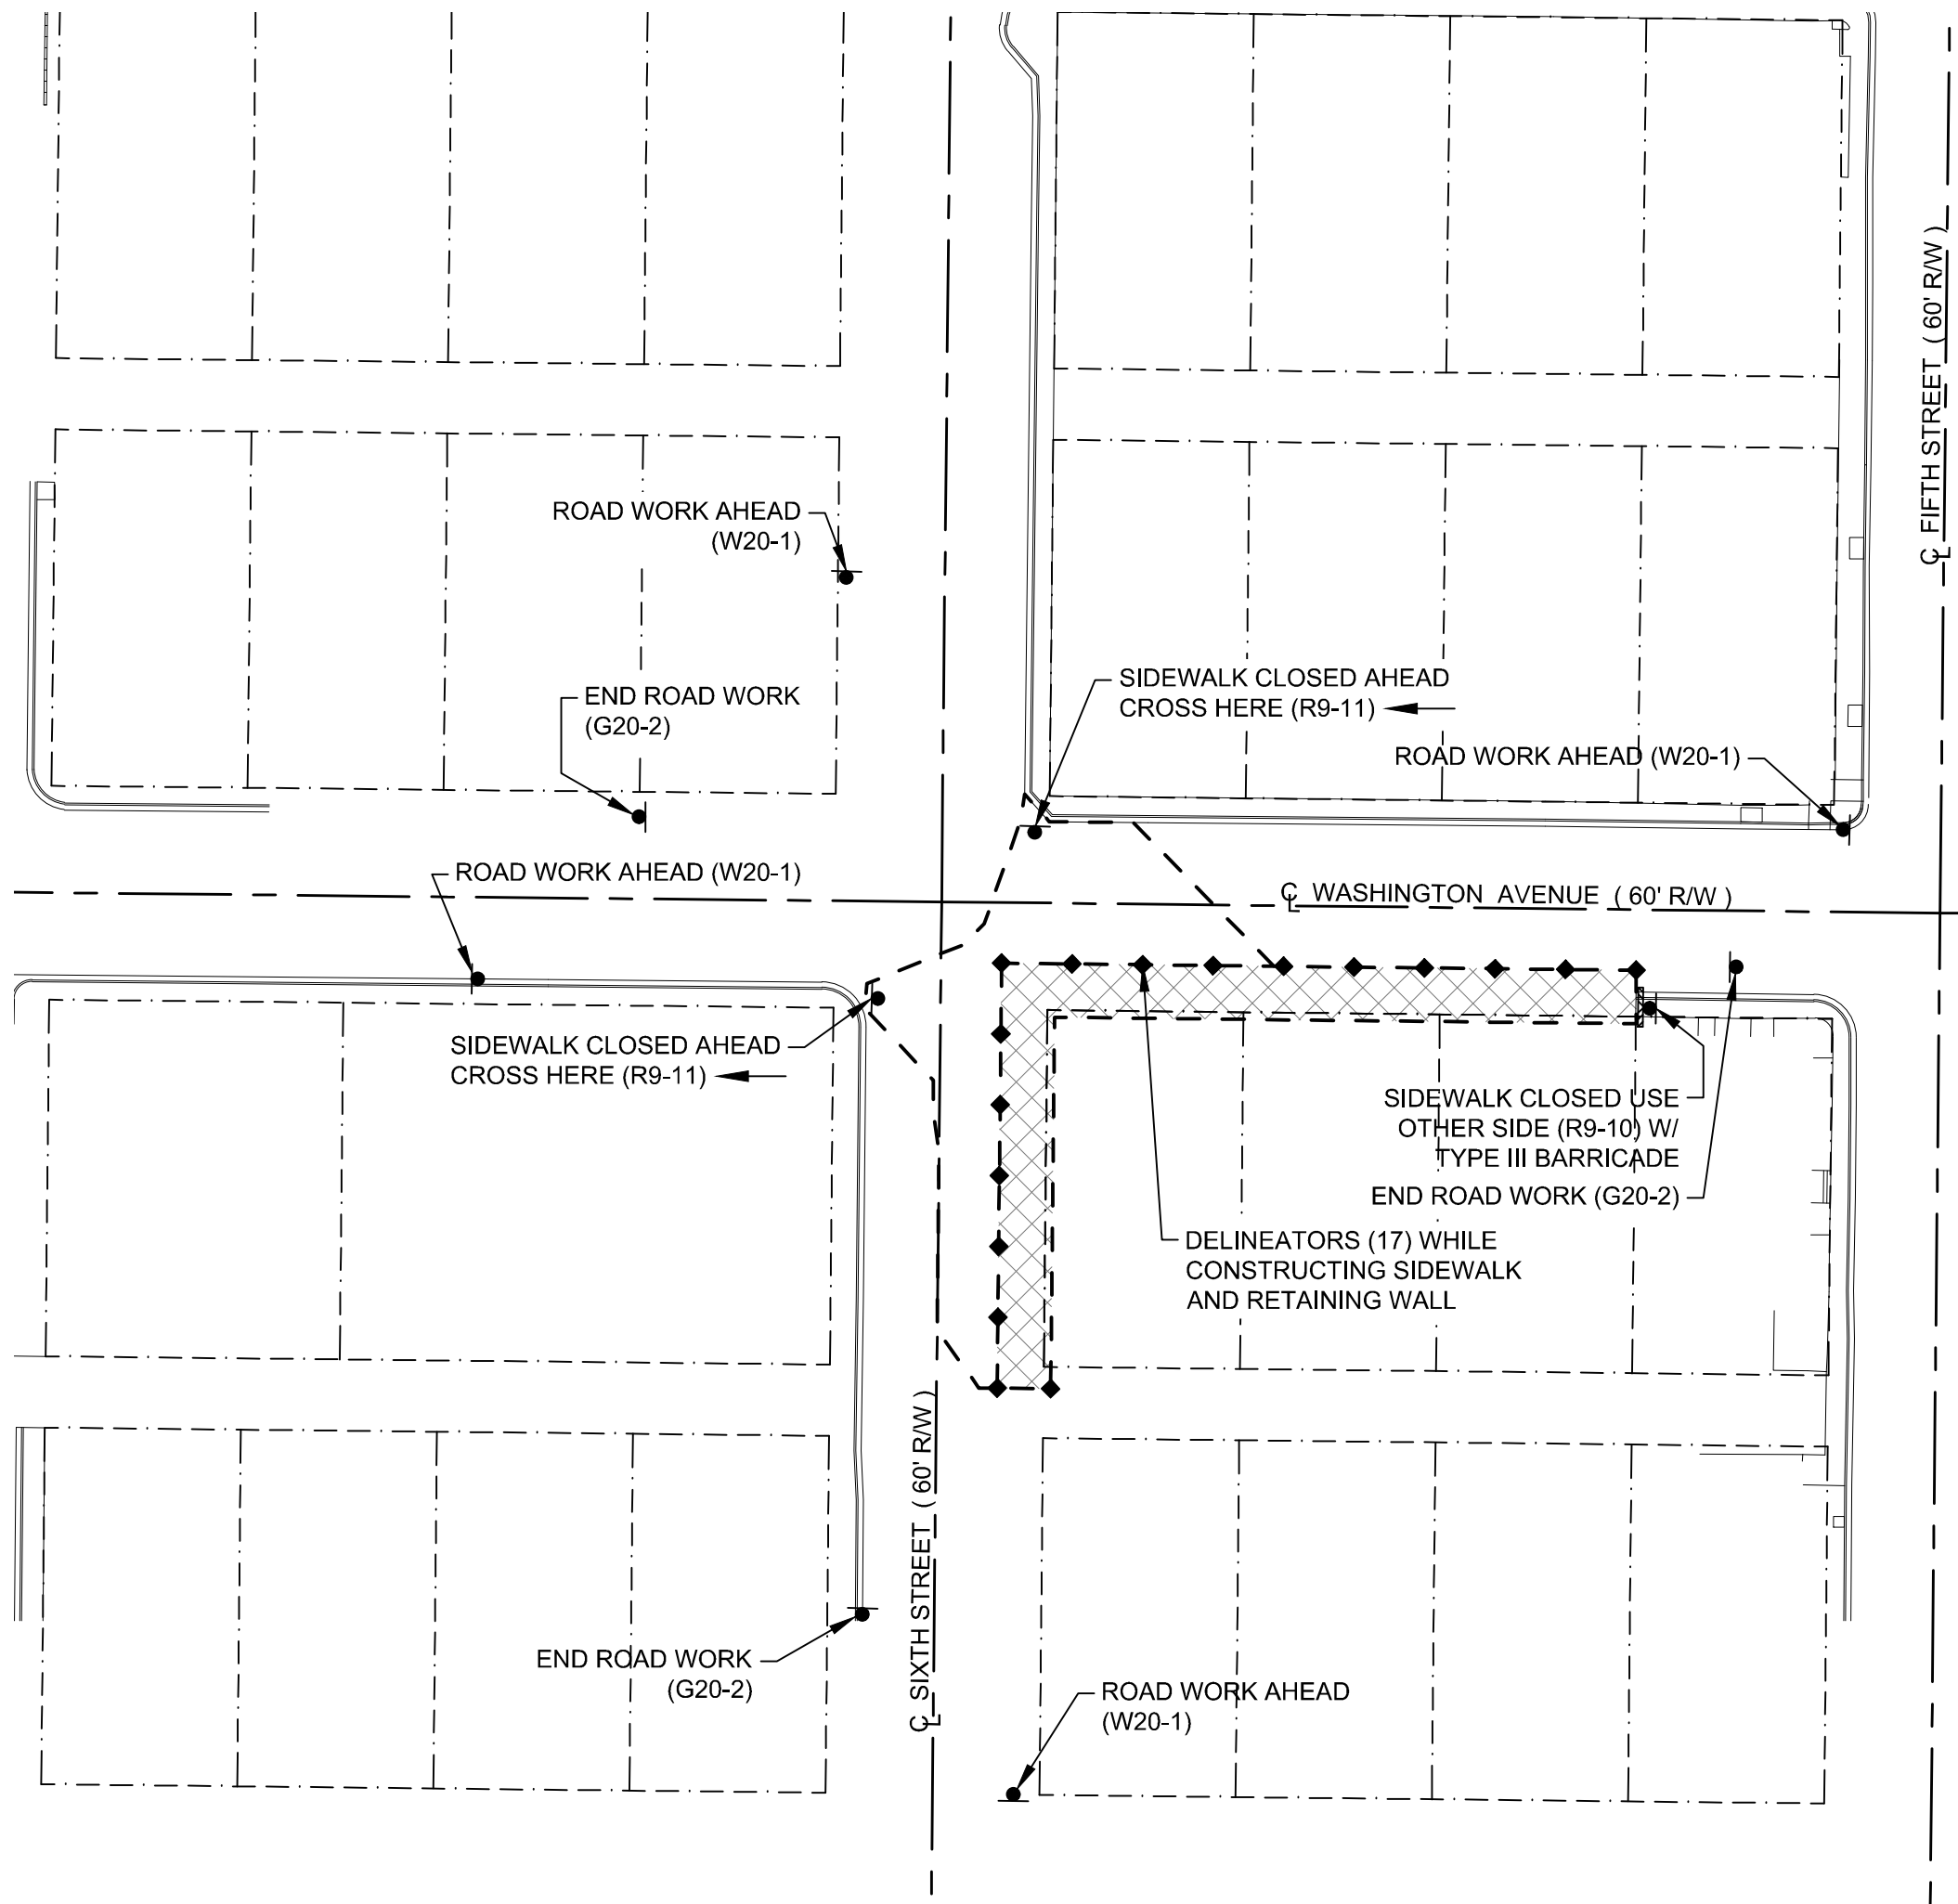 ROAD WORK AHEAD
(W20-1)
END ROAD WORK
(G20-2)
SIDEWALK CLOSED AHEAD
CROSS HERE (R9-11)
ROAD WORK AHEAD (W20-1)
℄ FIFTH STREET ( 60' R/W )
ROAD WORK AHEAD (W20-1)
℄ WASHINGTON AVENUE ( 60' R/W )
SIDEWALK CLOSED AHEAD
CROSS HERE (R9-11)
SIDEWALK CLOSED USE
OTHER SIDE (R9-10) W/
TYPE III BARRICADE
END ROAD WORK (G20-2)
DELINEATORS (17) WHILE
CONSTRUCTING SIDEWALK
AND RETAINING WALL
℄ SIXTH STREET ( 60' R/W )
END ROAD WORK
(G20-2)
ROAD WORK AHEAD
(W20-1)